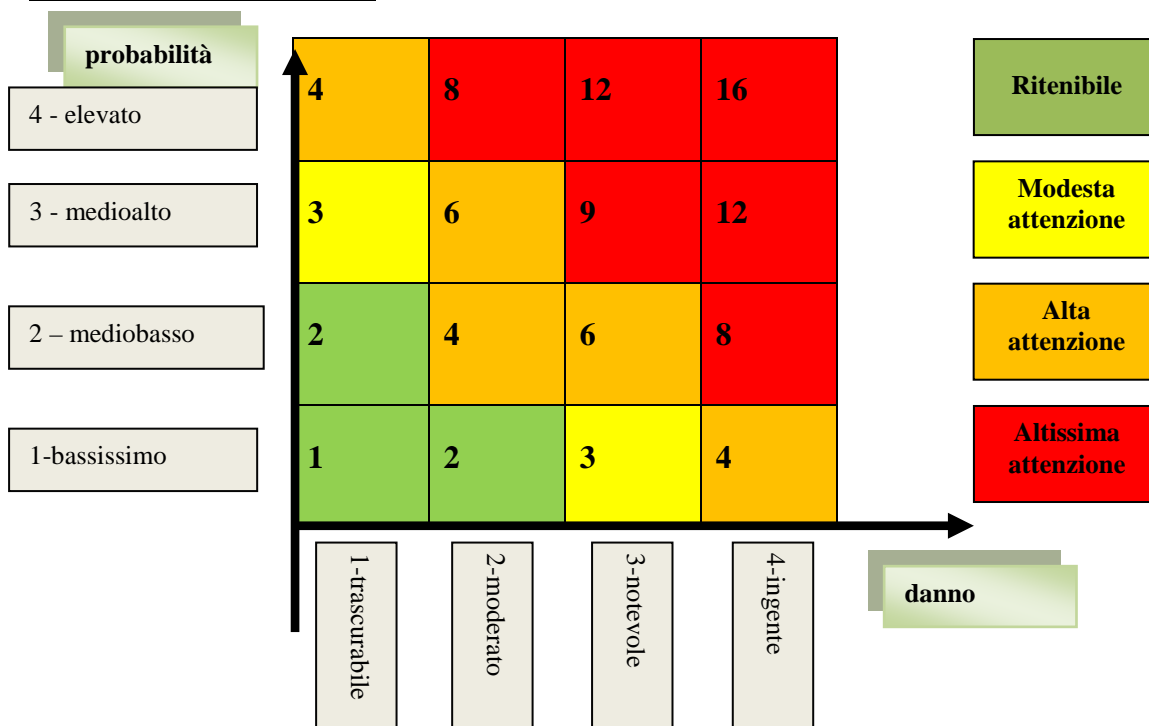 probabilità
4 - elevato
4
8
12
16
Ritenibile
3 - medioalto
3
6
9
12
Modesta
attenzione
2 – mediobasso
2
4
6
8
Alta
attenzione
1-bassissimo
1
2
3
4
Altissima
attenzione
1-trascurabile
2-moderato
3-notevole
4-ingente
danno